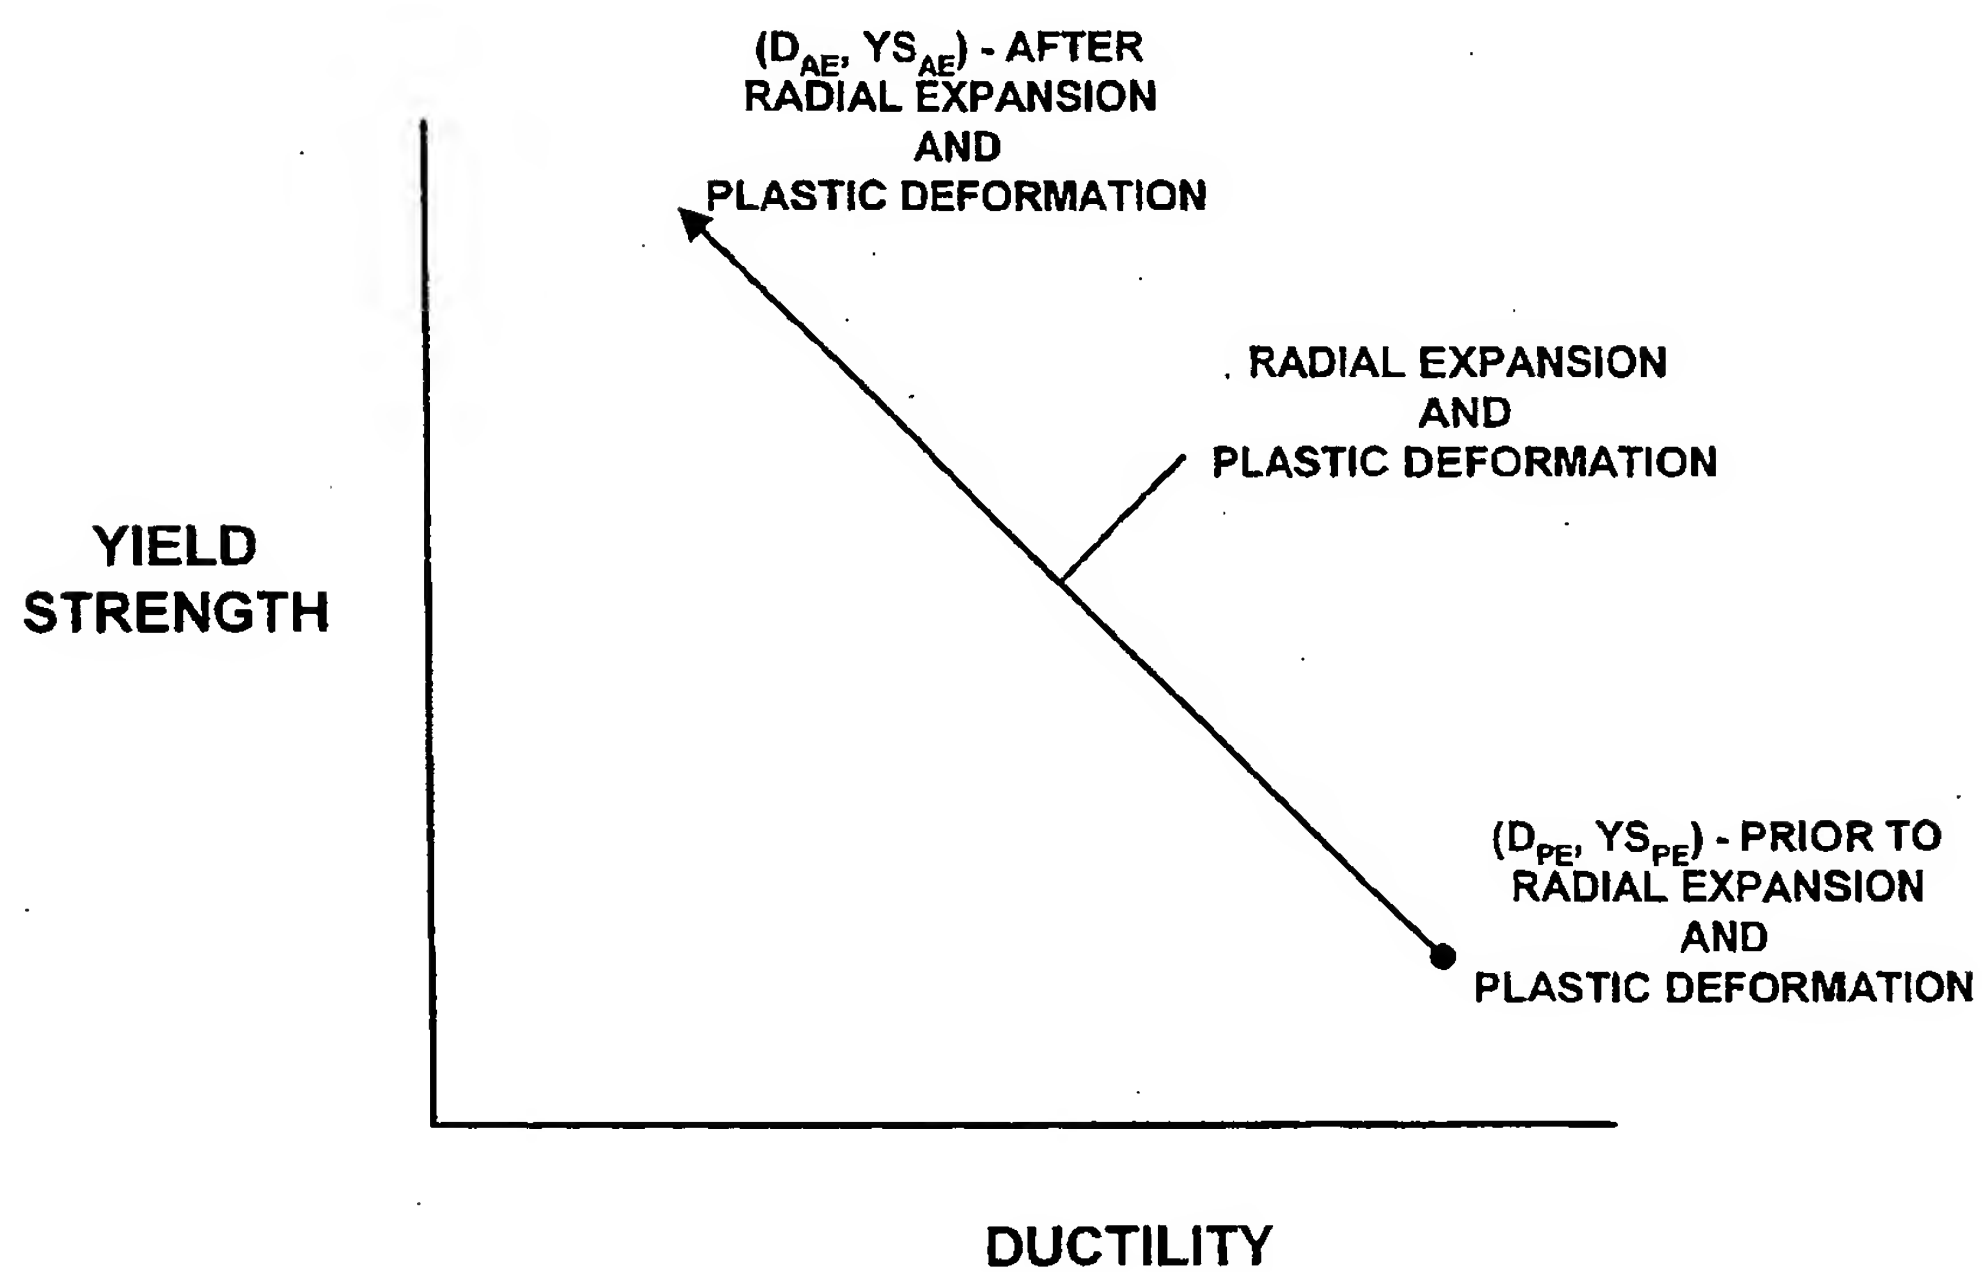 (D_AE, YS_AE) - AFTER
RADIAL EXPANSION
AND
PLASTIC DEFORMATION
RADIAL EXPANSION
AND
PLASTIC DEFORMATION
YIELD
STRENGTH
(D_PE, YS_PE) - PRIOR TO
RADIAL EXPANSION
AND
PLASTIC DEFORMATION
DUCTILITY